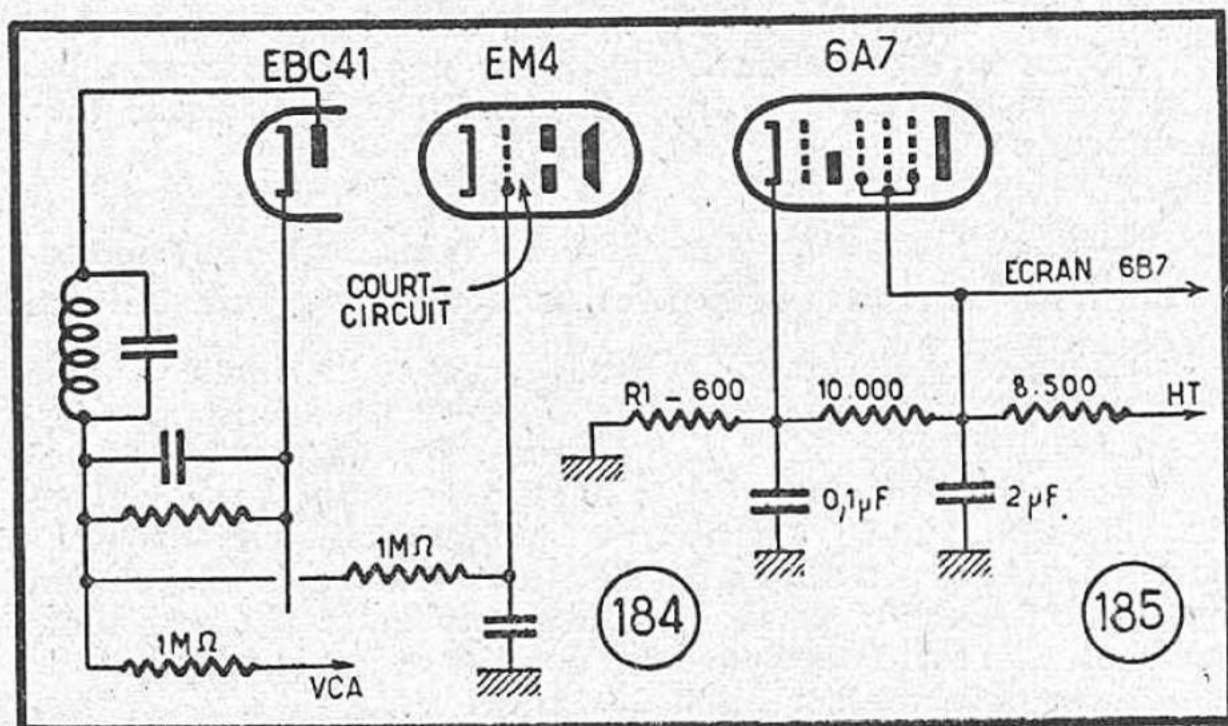 EBC41
EM4
6A7
COURT-
CIRCUIT
ECRAN 6B7
R1 - 600
10.000
8.500
HT
0,1µF
2µF.
1MΩ
184
185
1MΩ
VCA